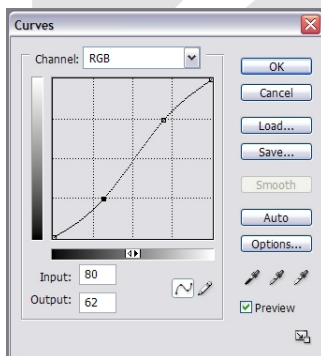 Curves
Channel: RGB
OK
Cancel
Load...
Save...
Smooth
Auto
Options...
Input: 80
Output: 62
Preview